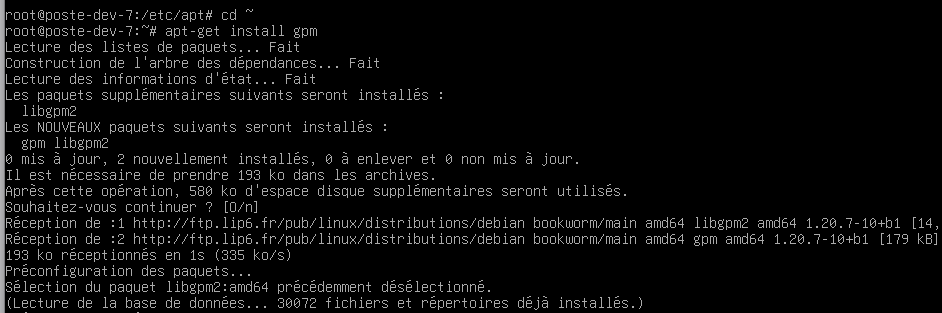 root@poste-dev-7:/etc/apt# cd ~
root@poste-dev-7:~# apt-get install gpm
Lecture des listes de paquets... Fait
Construction de l'arbre des dépendances... Fait
Lecture des informations d'état... Fait
Les paquets supplémentaires suivants seront installés :
  libgpm2
Les NOUVEAUX paquets suivants seront installés :
  gpm libgpm2
0 mis à jour, 2 nouvellement installés, 0 à enlever et 0 non mis à jour.
Il est nécessaire de prendre 193 ko dans les archives.
Après cette opération, 580 ko d'espace disque supplémentaires seront utilisés.
Souhaitez-vous continuer ? [O/n]
Réception de :1 http://ftp.lip6.fr/pub/linux/distributions/debian bookworm/main amd64 libgpm2 amd64 1.20.7-10+b1 [14,
Réception de :2 http://ftp.lip6.fr/pub/linux/distributions/debian bookworm/main amd64 gpm amd64 1.20.7-10+b1 [179 kB]
193 ko réceptionnés en 1s (335 ko/s)
Préconfiguration des paquets...
Sélection du paquet libgpm2:amd64 précédemment désélectionné.
(Lecture de la base de données... 30072 fichiers et répertoires déjà installés.)